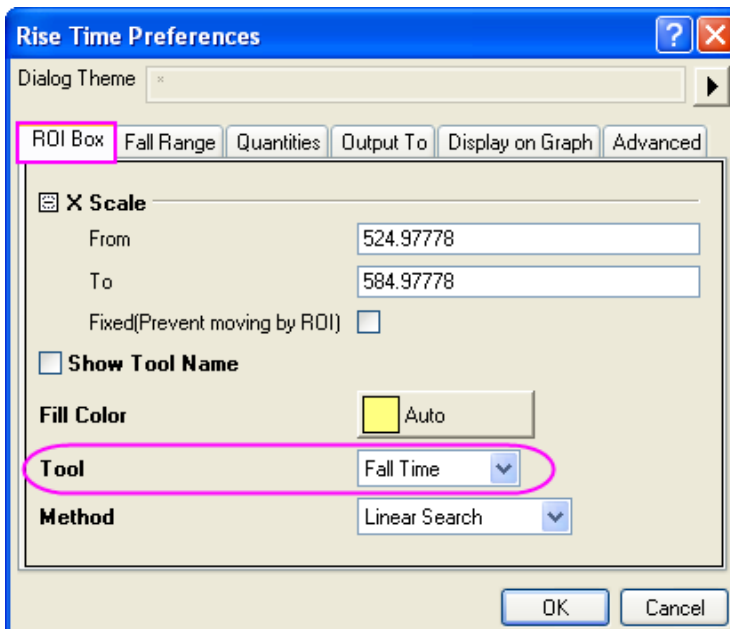 Rise Time Preferences
Dialog Theme *
ROI Box Fall Range Quantities Output To Display on Graph Advanced
X Scale
From 524.97778
To 584.97778
Fixed(Prevent moving by ROI)
Show Tool Name
Fill Color Auto
Tool Fall Time
Method Linear Search
OK Cancel